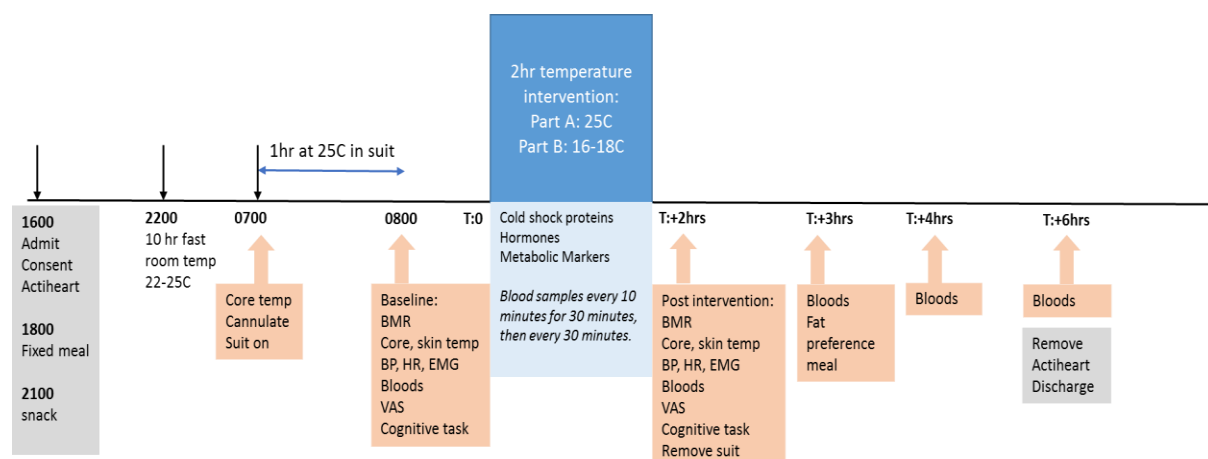 2hr temperature
intervention:
Part A: 25C
Part B: 16-18C
1hr at 25C in suit
1600
Admit
Consent
Actiheart
1800
Fixed meal
2100
snack
2200
10 hr fast
room temp
22-25C
0700
Core temp
Cannulate
Suit on
0800
Baseline:
BMR
Core, skin temp
BP, HR, EMG
Bloods
VAS
Cognitive task
T:0
Cold shock proteins
Hormones
Metabolic Markers
Blood samples every 10
minutes for 30 minutes,
then every 30 minutes.
T:+2hrs
Post intervention:
BMR
Core, skin temp
BP, HR, EMG
Bloods
VAS
Cognitive task
Remove suit
T:+3hrs
Bloods
Fat
preference
meal
T:+4hrs
Bloods
T:+6hrs
Bloods
Remove
Actiheart
Discharge